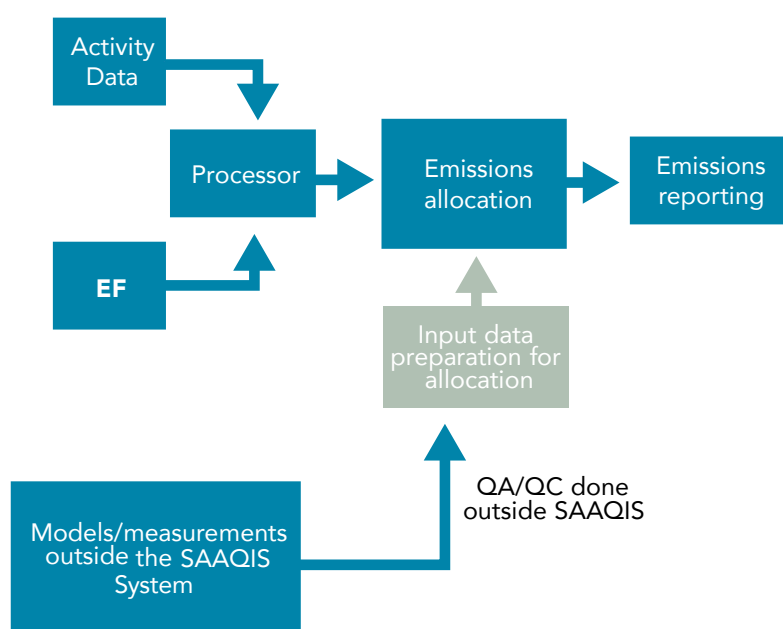 Activity
Data
Processor
Emissions
allocation
Emissions
reporting
EF
Input data
preparation for
allocation
QA/QC done
outside SAAQIS
Models/measurements
outside the SAAQIS
System